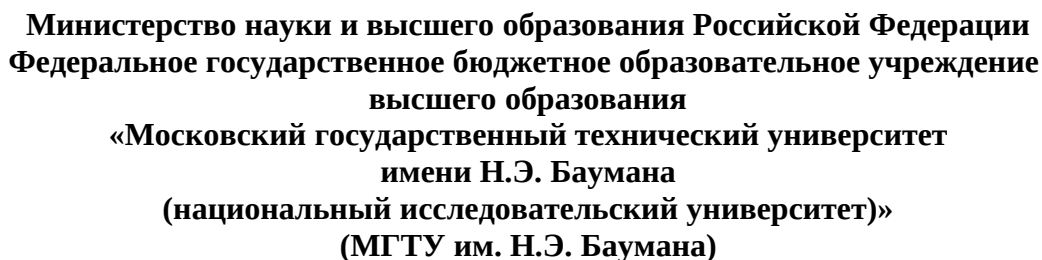 Министерство науки и высшего образования Российской Федерации
Федеральное государственное бюджетное образовательное учреждение
высшего образования
«Московский государственный технический университет
имени Н.Э. Баумана
(национальный исследовательский университет)»
(МГТУ им. Н.Э. Баумана)